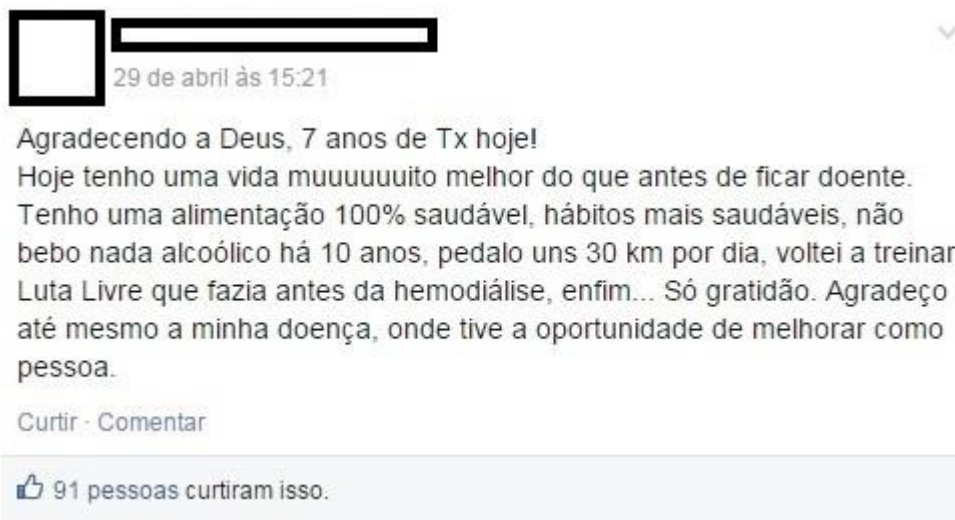 29 de abril às 15:21
Agradecendo a Deus, 7 anos de Tx hoje!
Hoje tenho uma vida muuuuuuito melhor do que antes de ficar doente.
Tenho uma alimentação 100% saudável, hábitos mais saudáveis, não
bebo nada alcoólico há 10 anos, pedalo uns 30 km por dia, voltei a treinar
Luta Livre que fazia antes da hemodiálise, enfim... Só gratidão. Agradeço
até mesmo a minha doença, onde tive a oportunidade de melhorar como
pessoa.
Curtir · Comentar
91 pessoas curtiram isso.